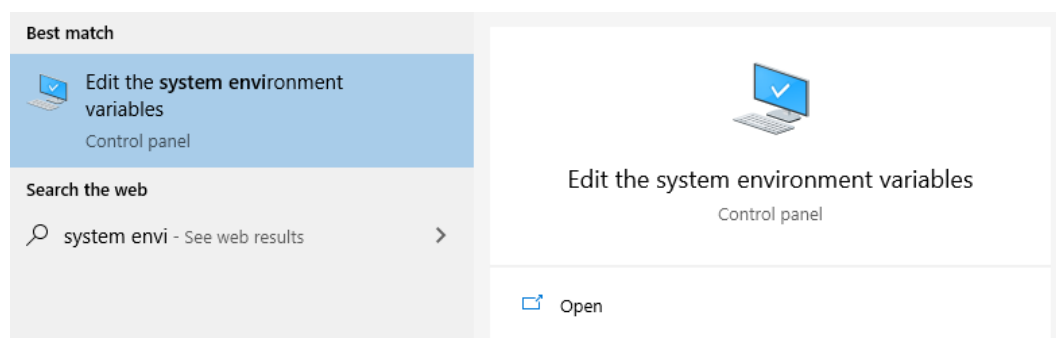 Best match
Edit the system environment
variables
Control panel
Search the web
system envi - See web results
Edit the system environment variables
Control panel
Open